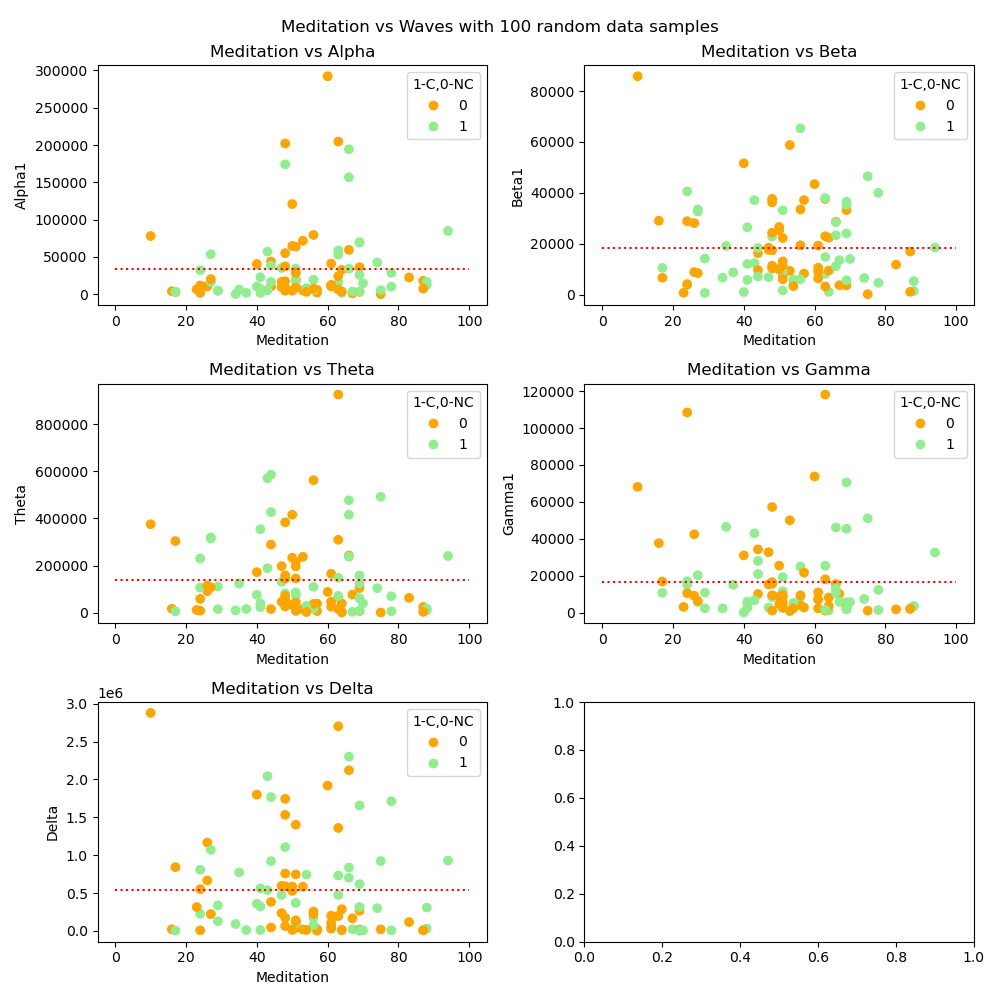 Meditation vs Waves with 100 random data samples
Meditation vs Alpha
300000
250000
200000
150000
100000
50000
0
Alpha1
0 20 40 60 80 100
Meditation
1-C,0-NC
0
1
Meditation vs Beta
80000
60000
40000
20000
0
Beta1
0 20 40 60 80 100
Meditation
1-C,0-NC
0
1
Meditation vs Theta
800000
600000
400000
200000
0
Theta
0 20 40 60 80 100
Meditation
1-C,0-NC
0
1
Meditation vs Gamma
120000
100000
80000
60000
40000
20000
0
Gamma1
0 20 40 60 80 100
Meditation
1-C,0-NC
0
1
Meditation vs Delta
1e6
3.0
2.5
2.0
1.5
1.0
0.5
0.0
Delta
0 20 40 60 80 100
Meditation
1-C,0-NC
0
1
1.0
0.8
0.6
0.4
0.2
0.0
0.0 0.2 0.4 0.6 0.8 1.0